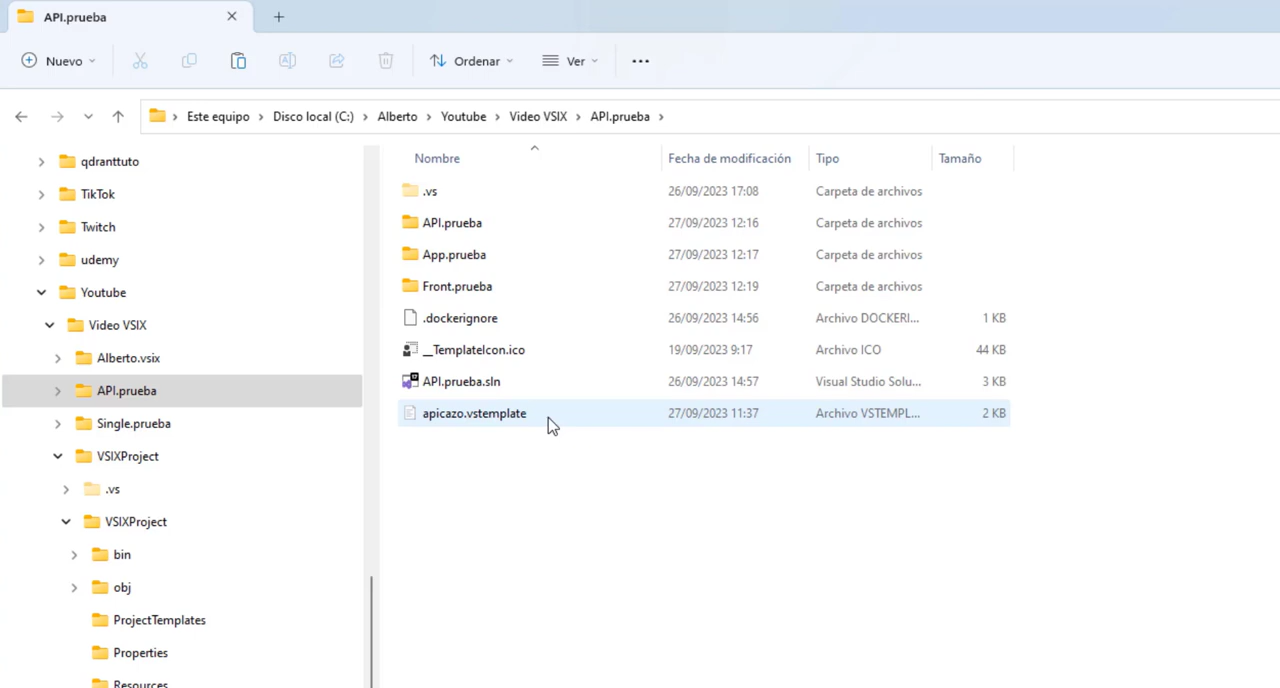 API.prueba
Nuevo
Ordenar
Ver
Este equipo > Disco local (C:) > Alberto > Youtube > Video VSIX > API.prueba >
qdranttuto
TikTok
Twitch
udemy
Youtube
Video VSIX
Alberto.vsix
API.prueba
Single.prueba
VSIXProject
.vs
VSIXProject
bin
obj
ProjectTemplates
Properties
Resources
Nombre Fecha de modificación Tipo Tamaño
.vs 26/09/2023 17:08 Carpeta de archivos
API.prueba 27/09/2023 12:16 Carpeta de archivos
App.prueba 27/09/2023 12:17 Carpeta de archivos
Front.prueba 27/09/2023 12:19 Carpeta de archivos
.dockerignore 26/09/2023 14:56 Archivo DOCKERI... 1 KB
__TemplateIcon.ico 19/09/2023 9:17 Archivo ICO 44 KB
API.prueba.sln 26/09/2023 14:57 Visual Studio Solu... 3 KB
apicazo.vstemplate 27/09/2023 11:37 Archivo VSTEMPL... 2 KB